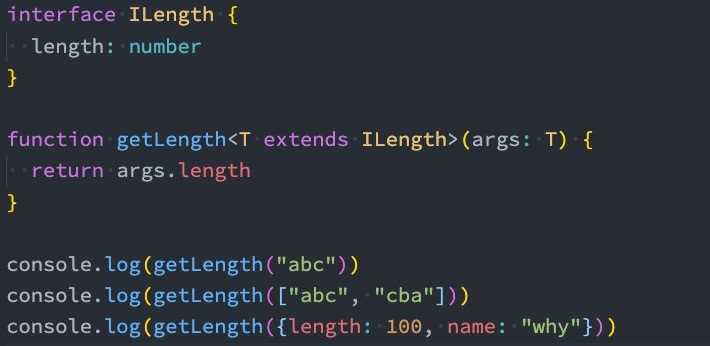 interface ILength {
  length: number
}

function getLength<T extends ILength>(args: T) {
  return args.length
}

console.log(getLength("abc"))
console.log(getLength(["abc", "cba"]))
console.log(getLength({length: 100, name: "why"}))